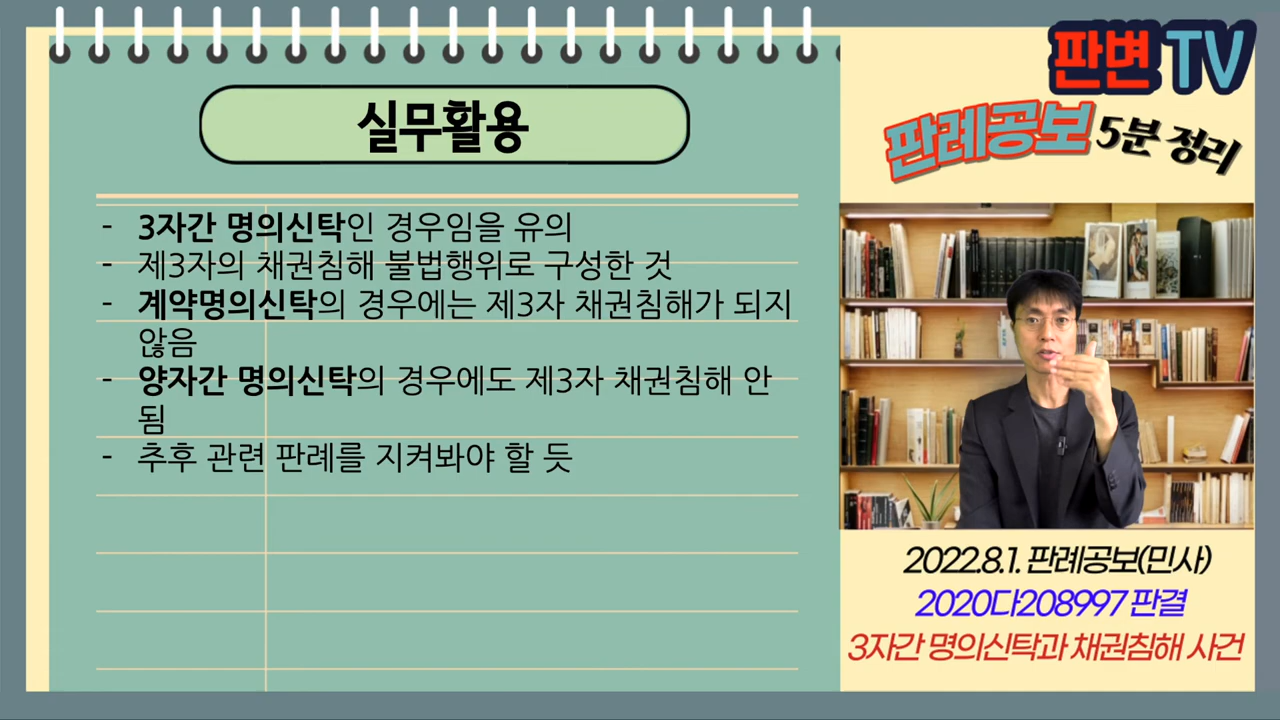 실무활용
- 3자간 명의신탁인 경우임을 유의
- 제3자의 채권침해 불법행위로 구성한 것
- 계약명의신탁의 경우에는 제3자 채권침해가 되지
않음
- 양자간 명의신탁의 경우에도 제3자 채권침해 안
됨
- 추후 관련 판례를 지켜봐야 할 듯
판변 TV
판례공보 5분 정리
2022.8.1. 판례공보(민사)
2020다208997 판결
3자간 명의신탁과 채권침해 사건